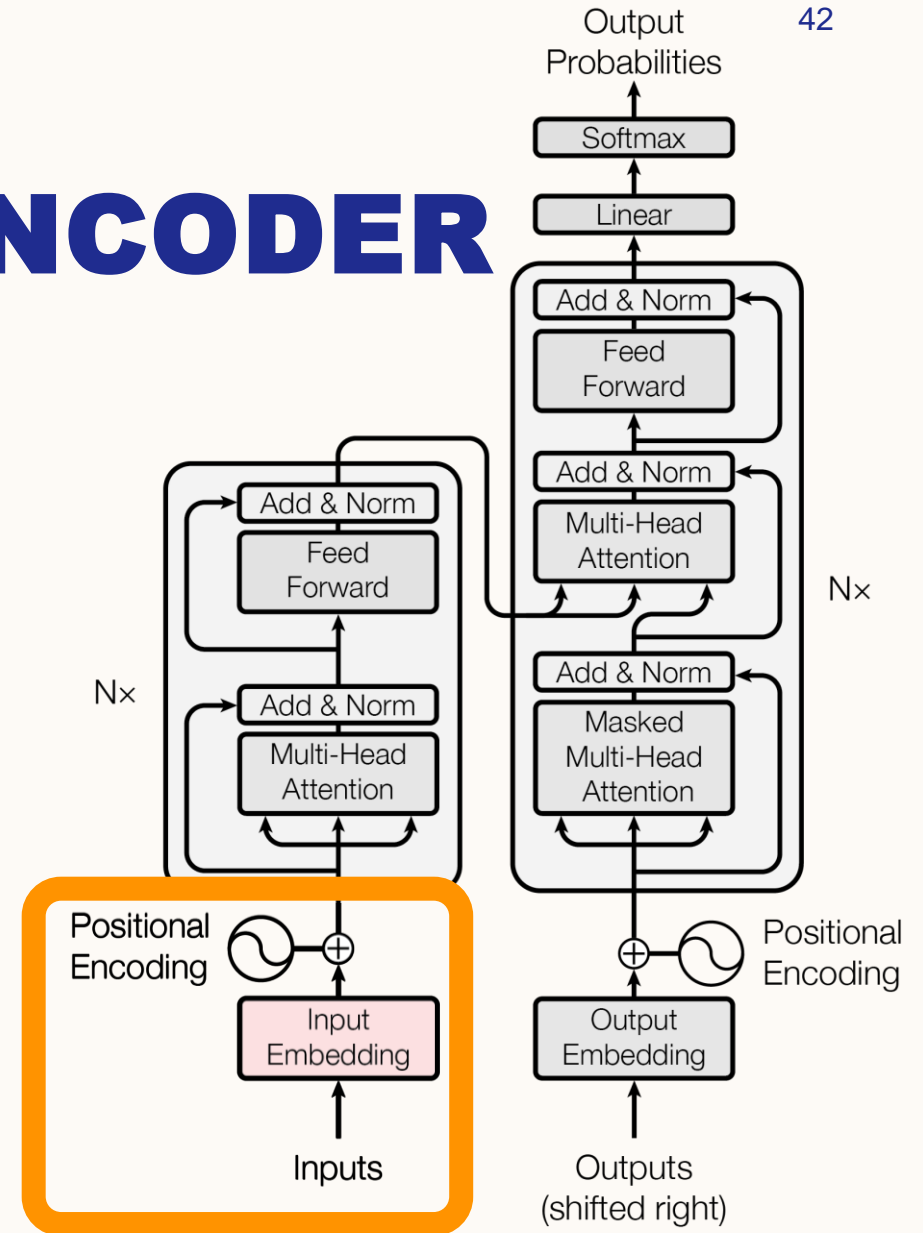 42
Output
Probabilities
Softmax
NCODER
Linear
Add & Norm
Feed
Forward
Add & Norm
Multi-Head
Attention
Nx
Add & Norm
Masked
Multi-Head
Attention
Add & Norm
Feed
Forward
Nx
Add & Norm
Multi-Head
Attention
Positional
Encoding
Input
Embedding
Inputs
Positional
Encoding
Output
Embedding
Outputs
(shifted right)